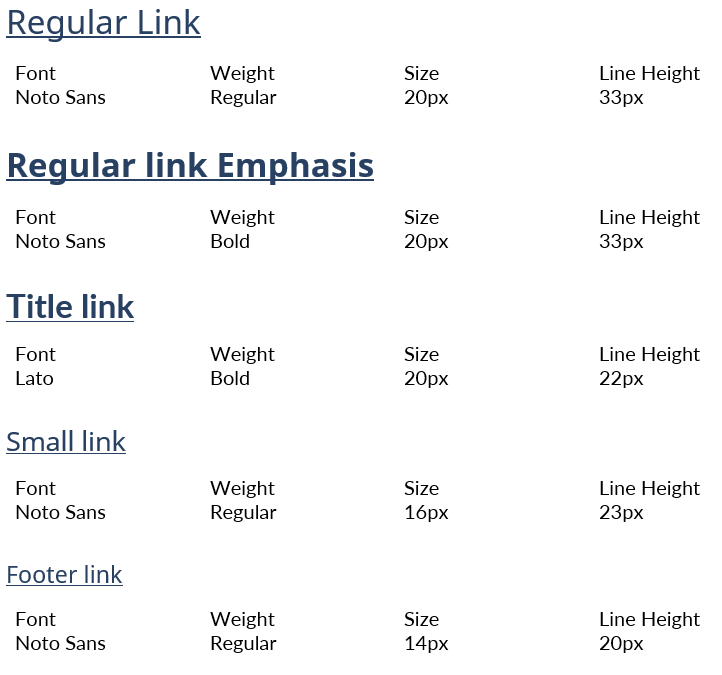 Regular Link
Font Weight Size Line Height
Noto Sans Regular 20px 33px
Regular link Emphasis
Font Weight Size Line Height
Noto Sans Bold 20px 33px
Title link
Font Weight Size Line Height
Lato Bold 20px 22px
Small link
Font Weight Size Line Height
Noto Sans Regular 16px 23px
Footer link
Font Weight Size Line Height
Noto Sans Regular 14px 20px